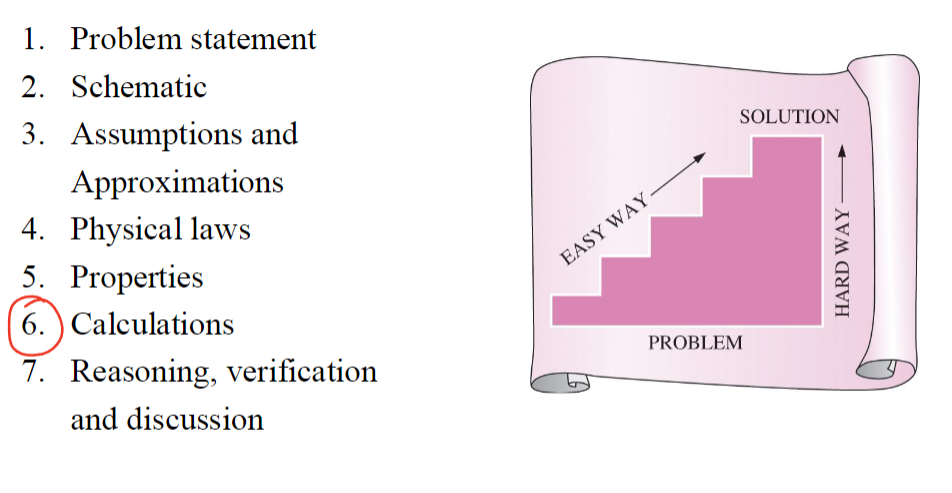 1. Problem statement
2. Schematic
3. Assumptions and
Approximations
4. Physical laws
5. Properties
6. Calculations
7. Reasoning, verification
and discussion
SOLUTION
EASY WAY
HARD WAY
PROBLEM